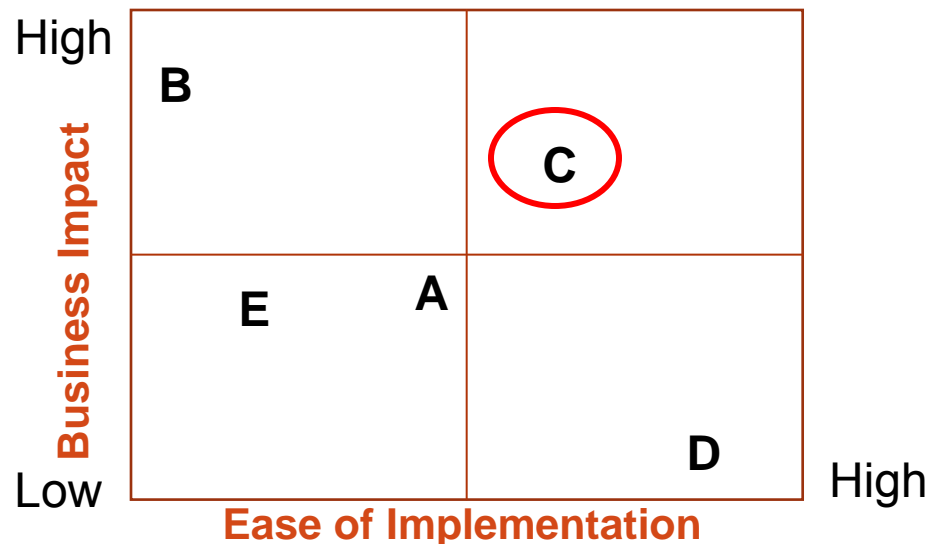 High
B
C
Business Impact
E
A
D
Low
High
Ease of Implementation